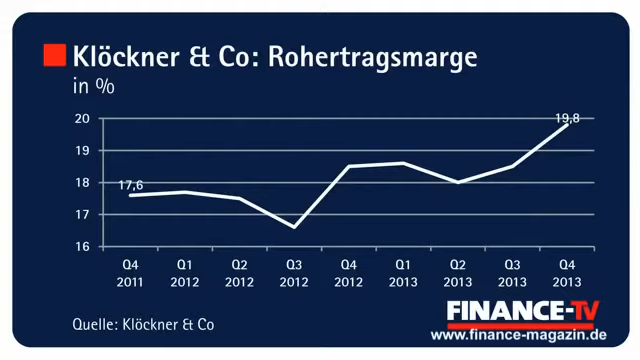 Klöckner & Co: Rohertragsmarge
in %
20
19,8
19
18
17,6
17
16
Q4 Q1 Q2 Q3 Q4 Q1 Q2 Q3 Q4
2011 2012 2012 2012 2012 2013 2013 2013 2013
FINANCE-TV
Quelle: Klöckner & Co
www.finance-magazin.de